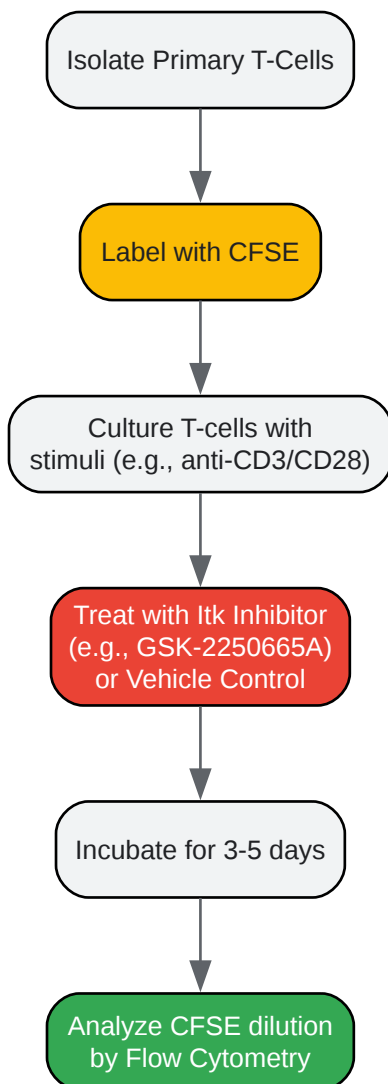 Isolate Primary T-Cells
Label with CFSE
Culture T-cells with
stimuli (e.g., anti-CD3/CD28)
Treat with Itk Inhibitor
(e.g., GSK-2250665A)
or Vehicle Control
Incubate for 3-5 days
Analyze CFSE dilution
by Flow Cytometry